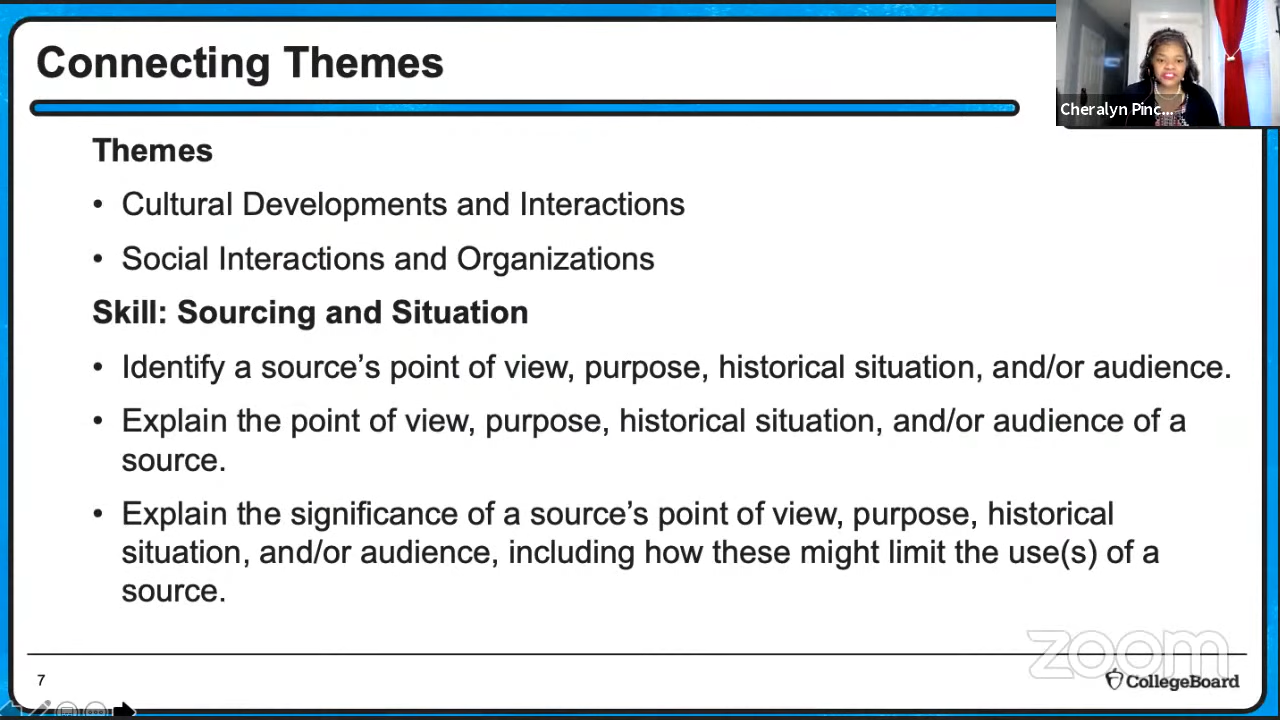 Connecting Themes
Cheralyn Pinc...
Themes
• Cultural Developments and Interactions
• Social Interactions and Organizations
Skill: Sourcing and Situation
• Identify a source's point of view, purpose, historical situation, and/or audience.
• Explain the point of view, purpose, historical situation, and/or audience of a
source.
• Explain the significance of a source's point of view, purpose, historical
situation, and/or audience, including how these might limit the use(s) of a
source.
zoom
7
CollegeBoard